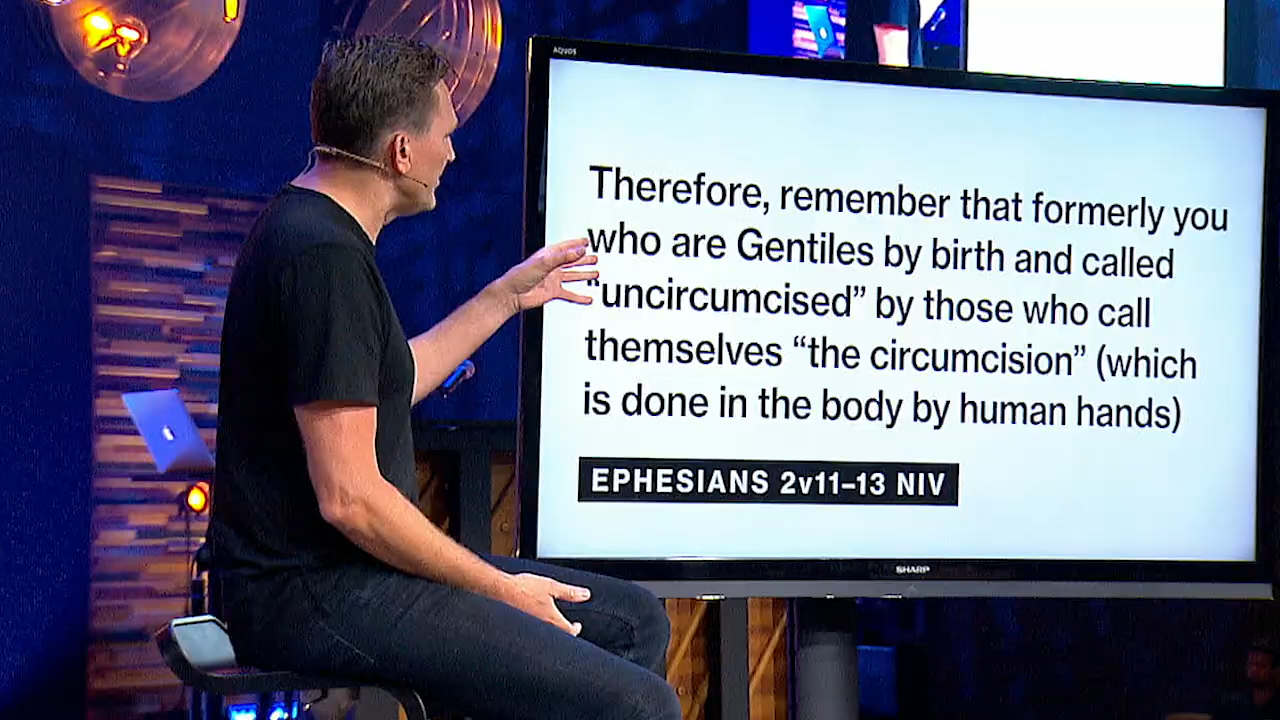 AQUOS
Therefore, remember that formerly you
who are Gentiles by birth and called
“uncircumcised” by those who call
themselves “the circumcision” (which
is done in the body by human hands)
EPHESIANS 2v11–13 NIV
SHARP